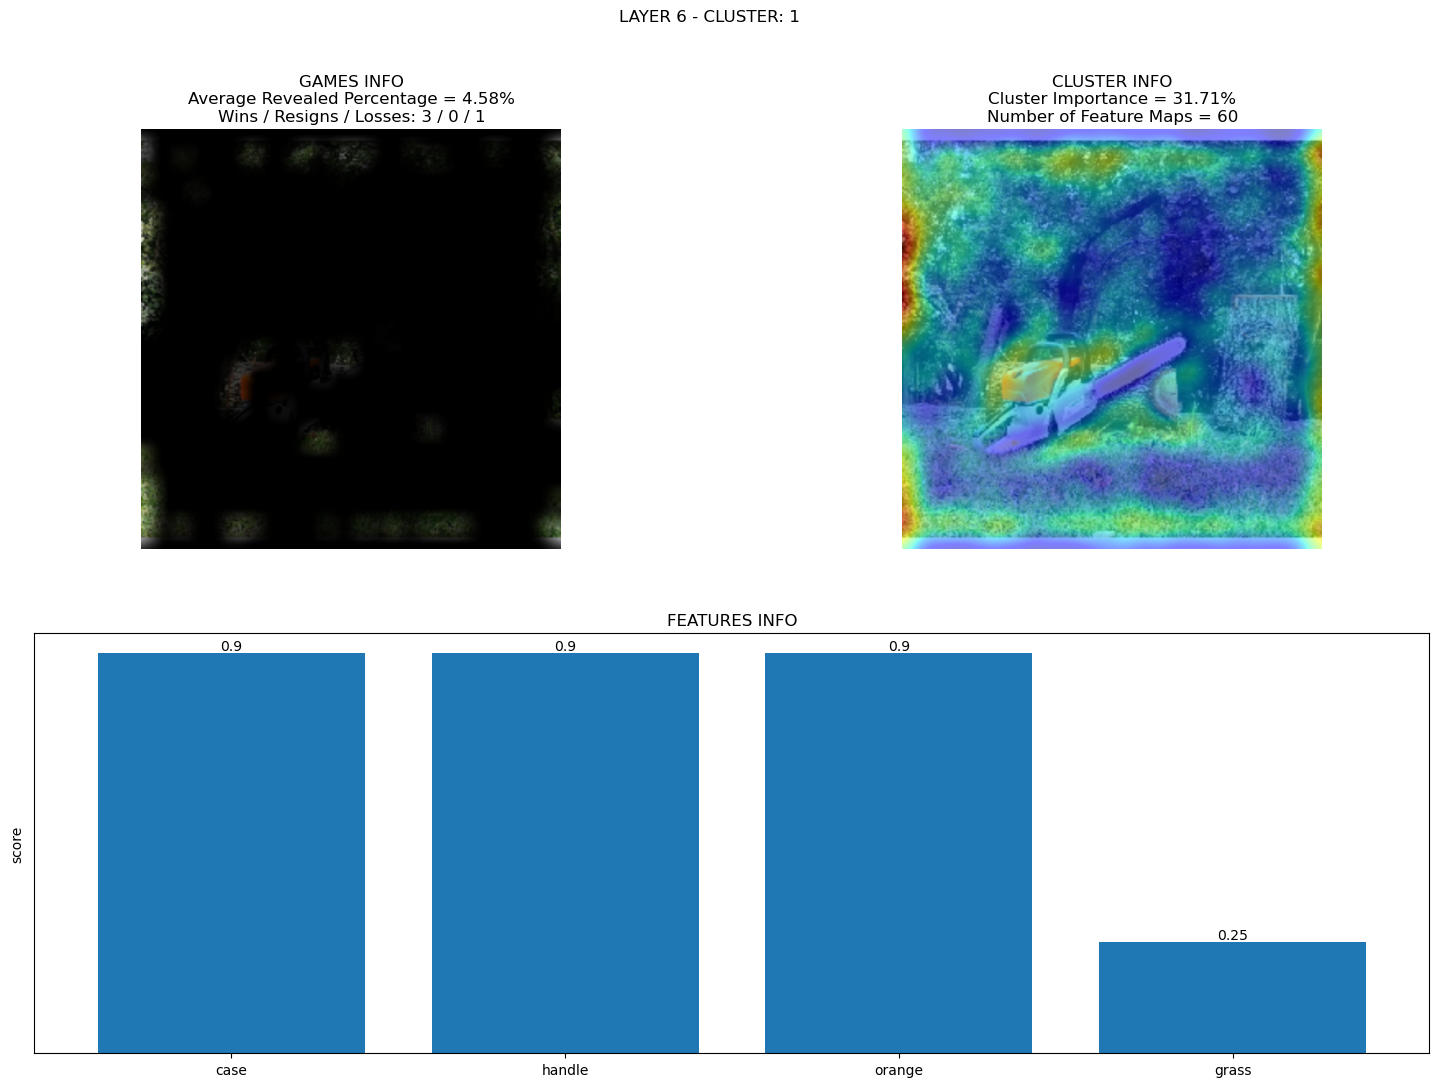 LAYER 6 - CLUSTER: 1
GAMES INFO
Average Revealed Percentage = 4.58%
Wins / Resigns / Losses: 3 / 0 / 1
CLUSTER INFO
Cluster Importance = 31.71%
Number of Feature Maps = 60
FEATURES INFO
score
0.9
0.9
0.9
0.25
case
handle
orange
grass